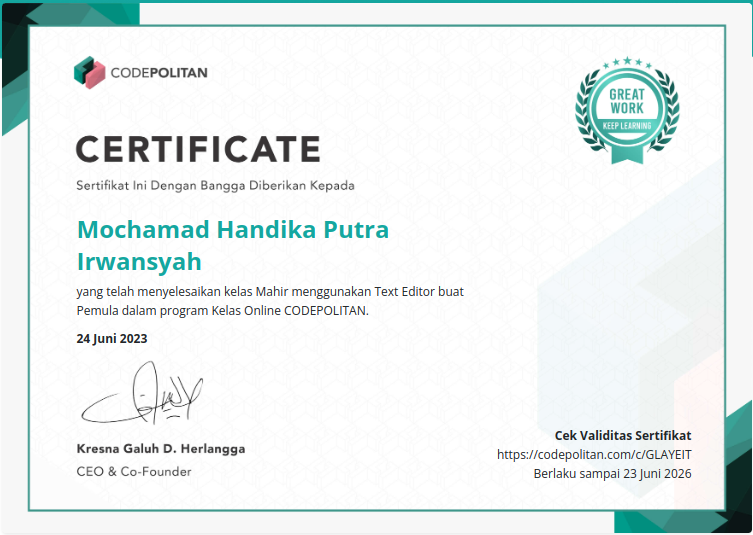 CODEPOLITAN
GREAT
WORK
KEEP LEARNING
CERTIFICATE
Sertifikat Ini Dengan Bangga Diberikan Kepada
Mochamad Handika Putra
Irwansyah
yang telah menyelesaikan kelas Mahir menggunakan Text Editor buat
Pemula dalam program Kelas Online CODEPOLITAN.
24 Juni 2023
Kresna Galuh D. Herlangga
CEO & Co-Founder
Cek Validitas Sertifikat
https://codepolitan.com/c/GLAYEIT
Berlaku sampai 23 Juni 2026